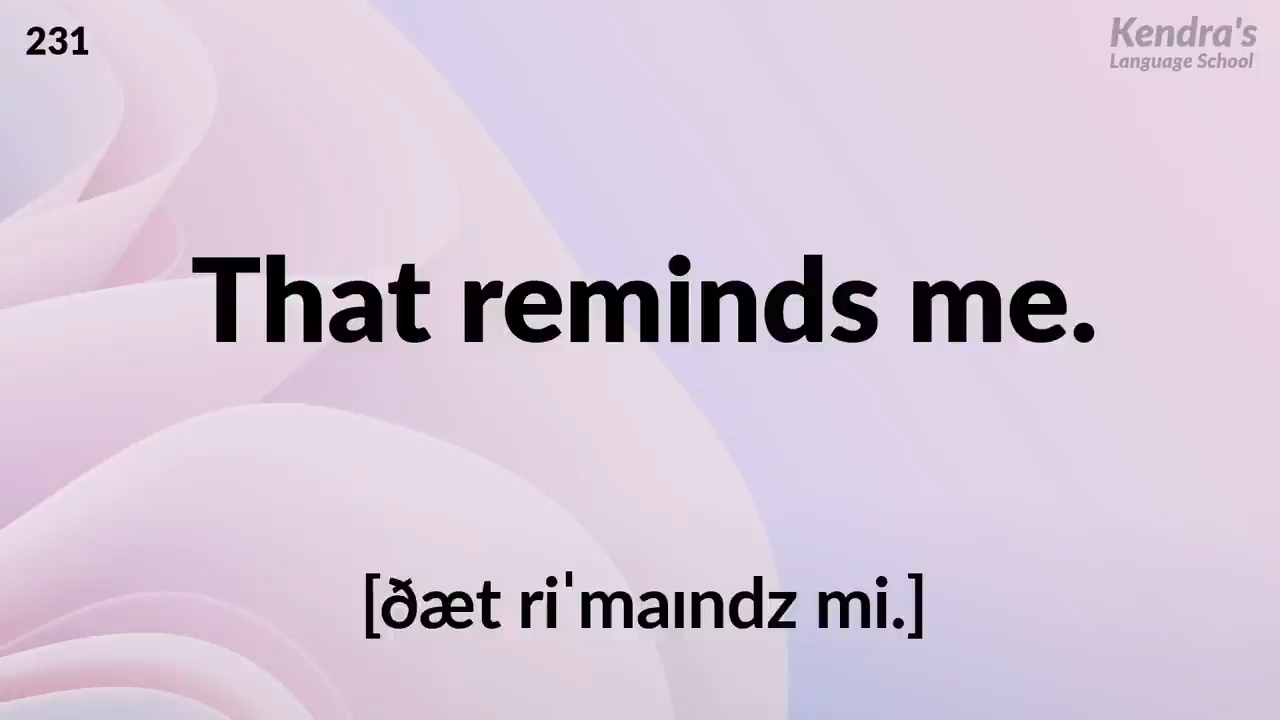 231
Kendra's
Language School
That reminds me.
[ðæt riˈmaɪndz mi.]